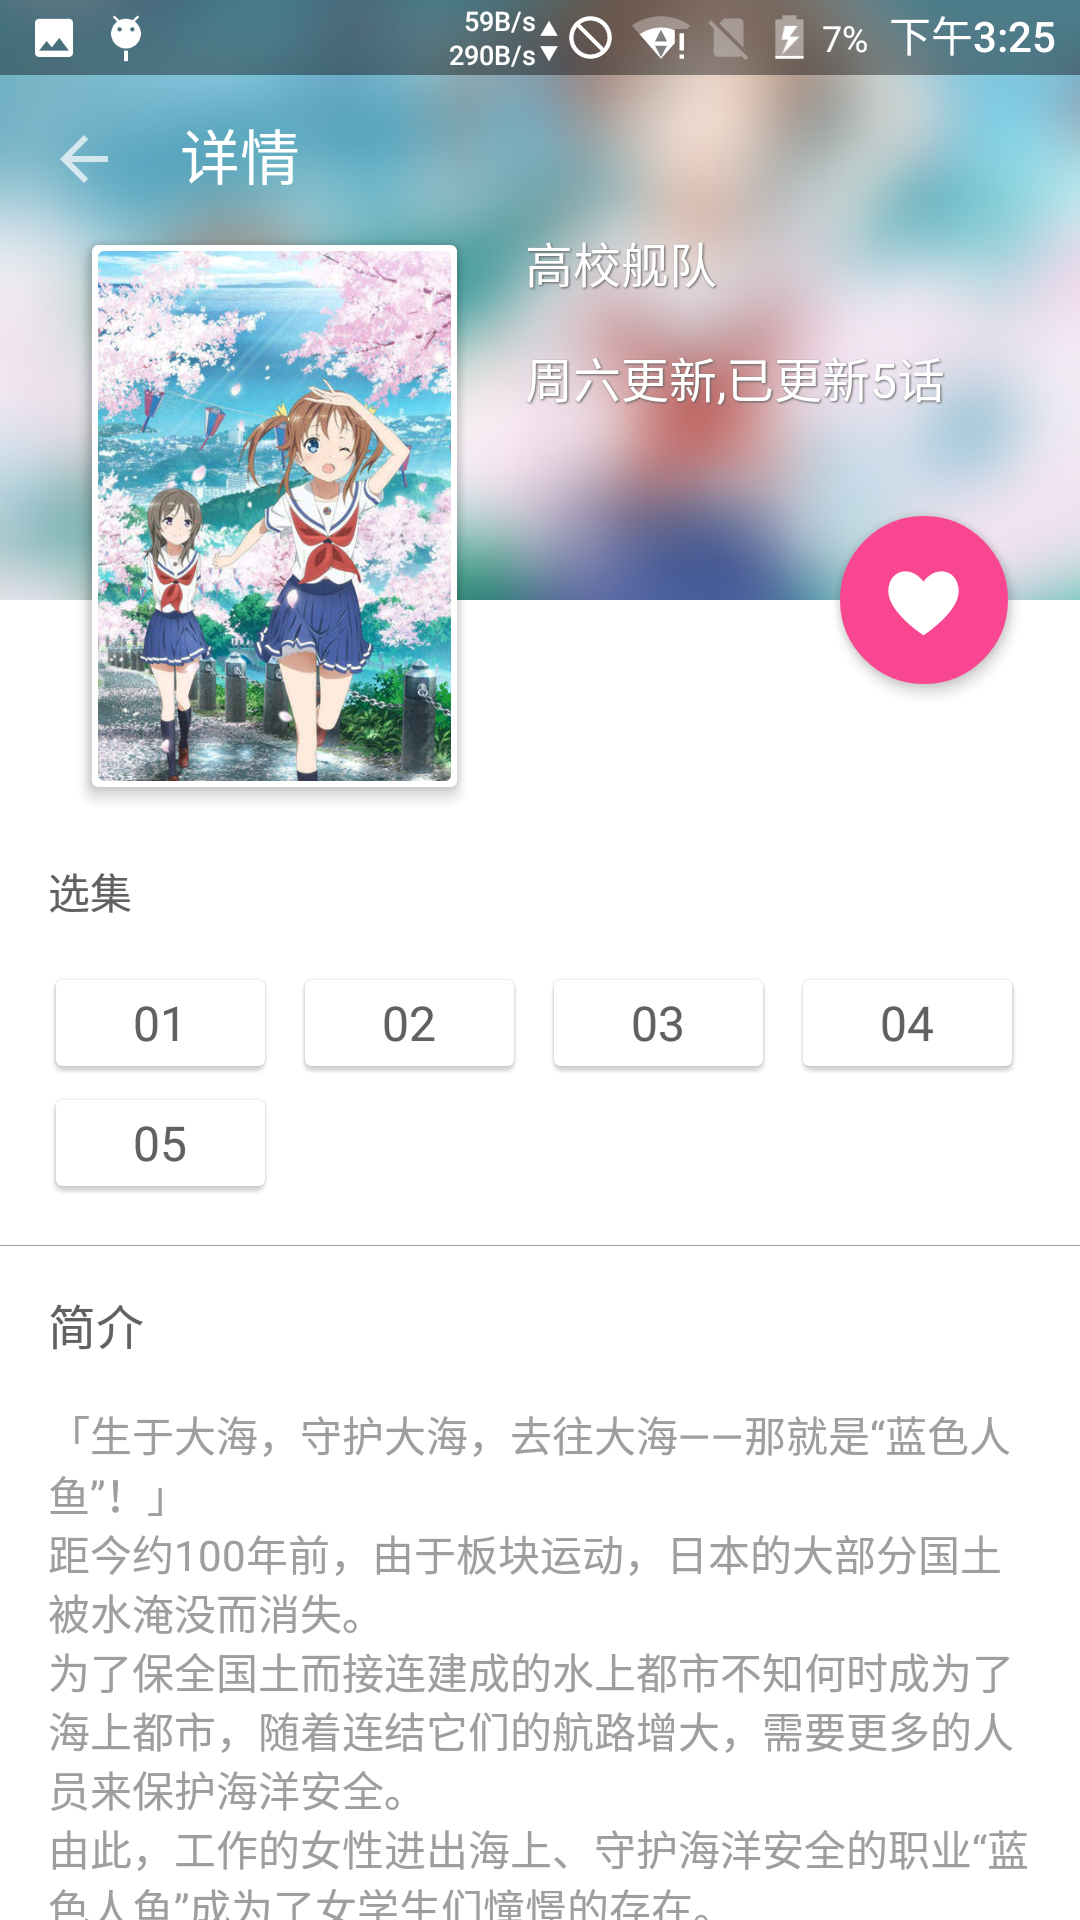 59B/s
290B/s
7%
下午3:25
详情
高校舰队
周六更新,已更新5话
选集
01
02
03
04
05
简介
「生于大海，守护大海，去往大海——那就是“蓝色人
鱼”！」
距今约100年前，由于板块运动，日本的大部分国土
被水淹没而消失。
为了保全国土而接连建成的水上都市不知何时成为了
海上都市，随着连结它们的航路增大，需要更多的人
员来保护海洋安全。
由此，工作的女性进出海上、守护海洋安全的职业“蓝
色人鱼”成为了女学生们憧憬的存在。